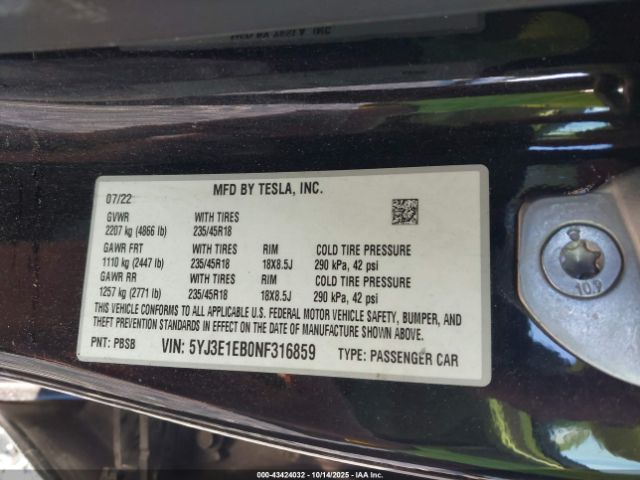 07/22 MFD BY TESLA, INC.
GVWR WITH TIRES
2207 kg (4866 lb) 235/45R18
GAWR FRT WITH TIRES RIM COLD TIRE PRESSURE
1110 kg (2447 lb) 235/45R18 18X8.5J 290 kPa, 42 psi
GAWR RR WITH TIRES RIM COLD TIRE PRESSURE
1257 kg (2771 lb) 235/45R18 18X8.5J 290 kPa, 42 psi
THIS VEHICLE CONFORMS TO ALL APPLICABLE U.S. FEDERAL MOTOR VEHICLE SAFETY, BUMPER, AND
THEFT PREVENTION STANDARDS IN EFFECT ON THE DATE OF MANUFACTURE SHOWN ABOVE.
PNT: PBSB VIN: 5YJ3E1EB0NF316859 TYPE: PASSENGER CAR
10.9
000-43424032 - 10/14/2025 - IAAI.com